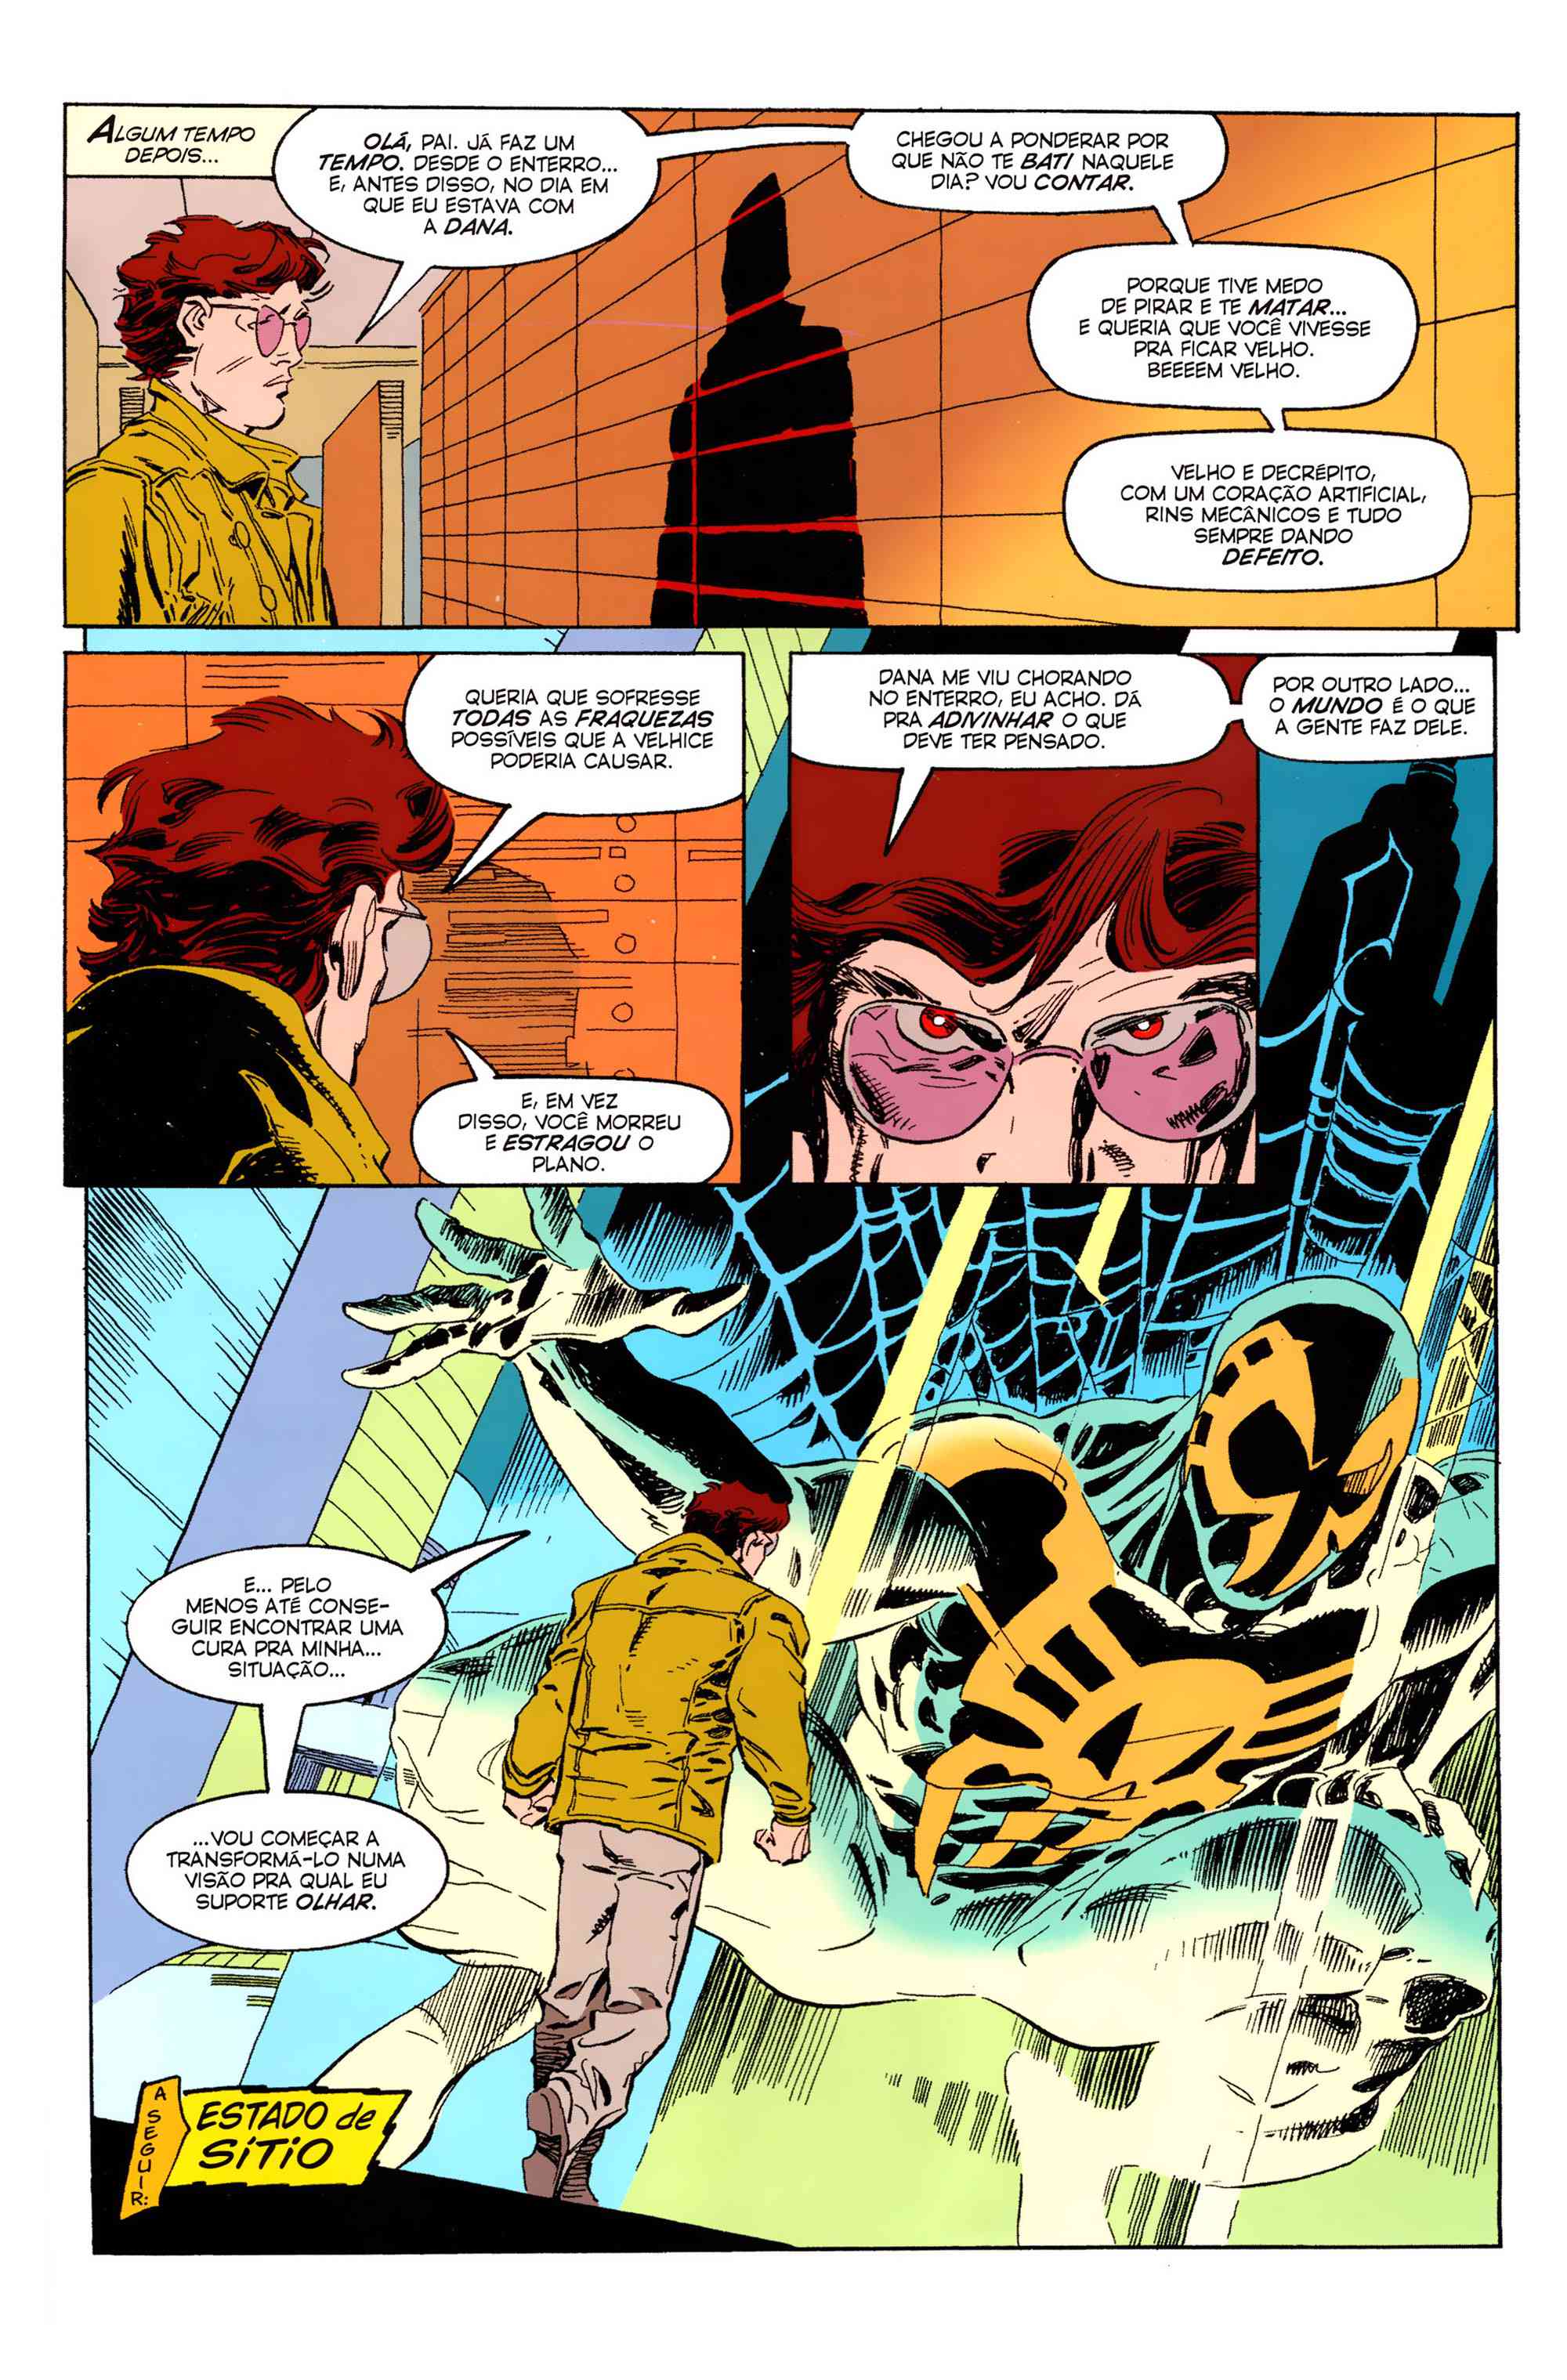 ALGUM TEMPO
DEPOIS...
OLÁ, PAI. JÁ FAZ UM
TEMPO. DESDE O ENTERRO...
E, ANTES DISSO, NO DIA EM
QUE EU ESTAVA COM
A DANA.
CHEGOU A PONDERAR POR
QUE NÃO TE BATI NAQUELE
DIA? VOU CONTAR.
PORQUE TIVE MEDO
DE PIRAR E TE MATAR...
E QUERIA QUE VOCÊ VIVESSE
PRA FICAR VELHO.
BEEEEM VELHO.
VELHO E DECRÉPITO,
COM UM CORAÇÃO ARTIFICIAL,
RINS MECÂNICOS E TUDO
SEMPRE DANDO
DEFEITO.
QUERIA QUE SOFRESSE
TODAS AS FRAQUEZAS
POSSÍVEIS QUE A VELHICE
PODERIA CAUSAR.
E, EM VEZ
DISSO, VOCÊ MORREU
E ESTRAGOU O
PLANO.
DANA ME VIU CHORANDO
NO ENTERRO, EU ACHO. DÁ
PRA ADIVINHAR O QUE
DEVE TER PENSADO.
POR OUTRO LADO...
O MUNDO É O QUE
A GENTE FAZ DELE.
E... PELO
MENOS ATÉ CONSE-
GUIR ENCONTRAR UMA
CURA PRA MINHA...
SITUAÇÃO...
...VOU COMEÇAR A
TRANSFORMÁ-LO NUMA
VISÃO PRA QUAL EU
SUPORTE OLHAR.
A SEGUIR:
ESTADO de
SÍTIO